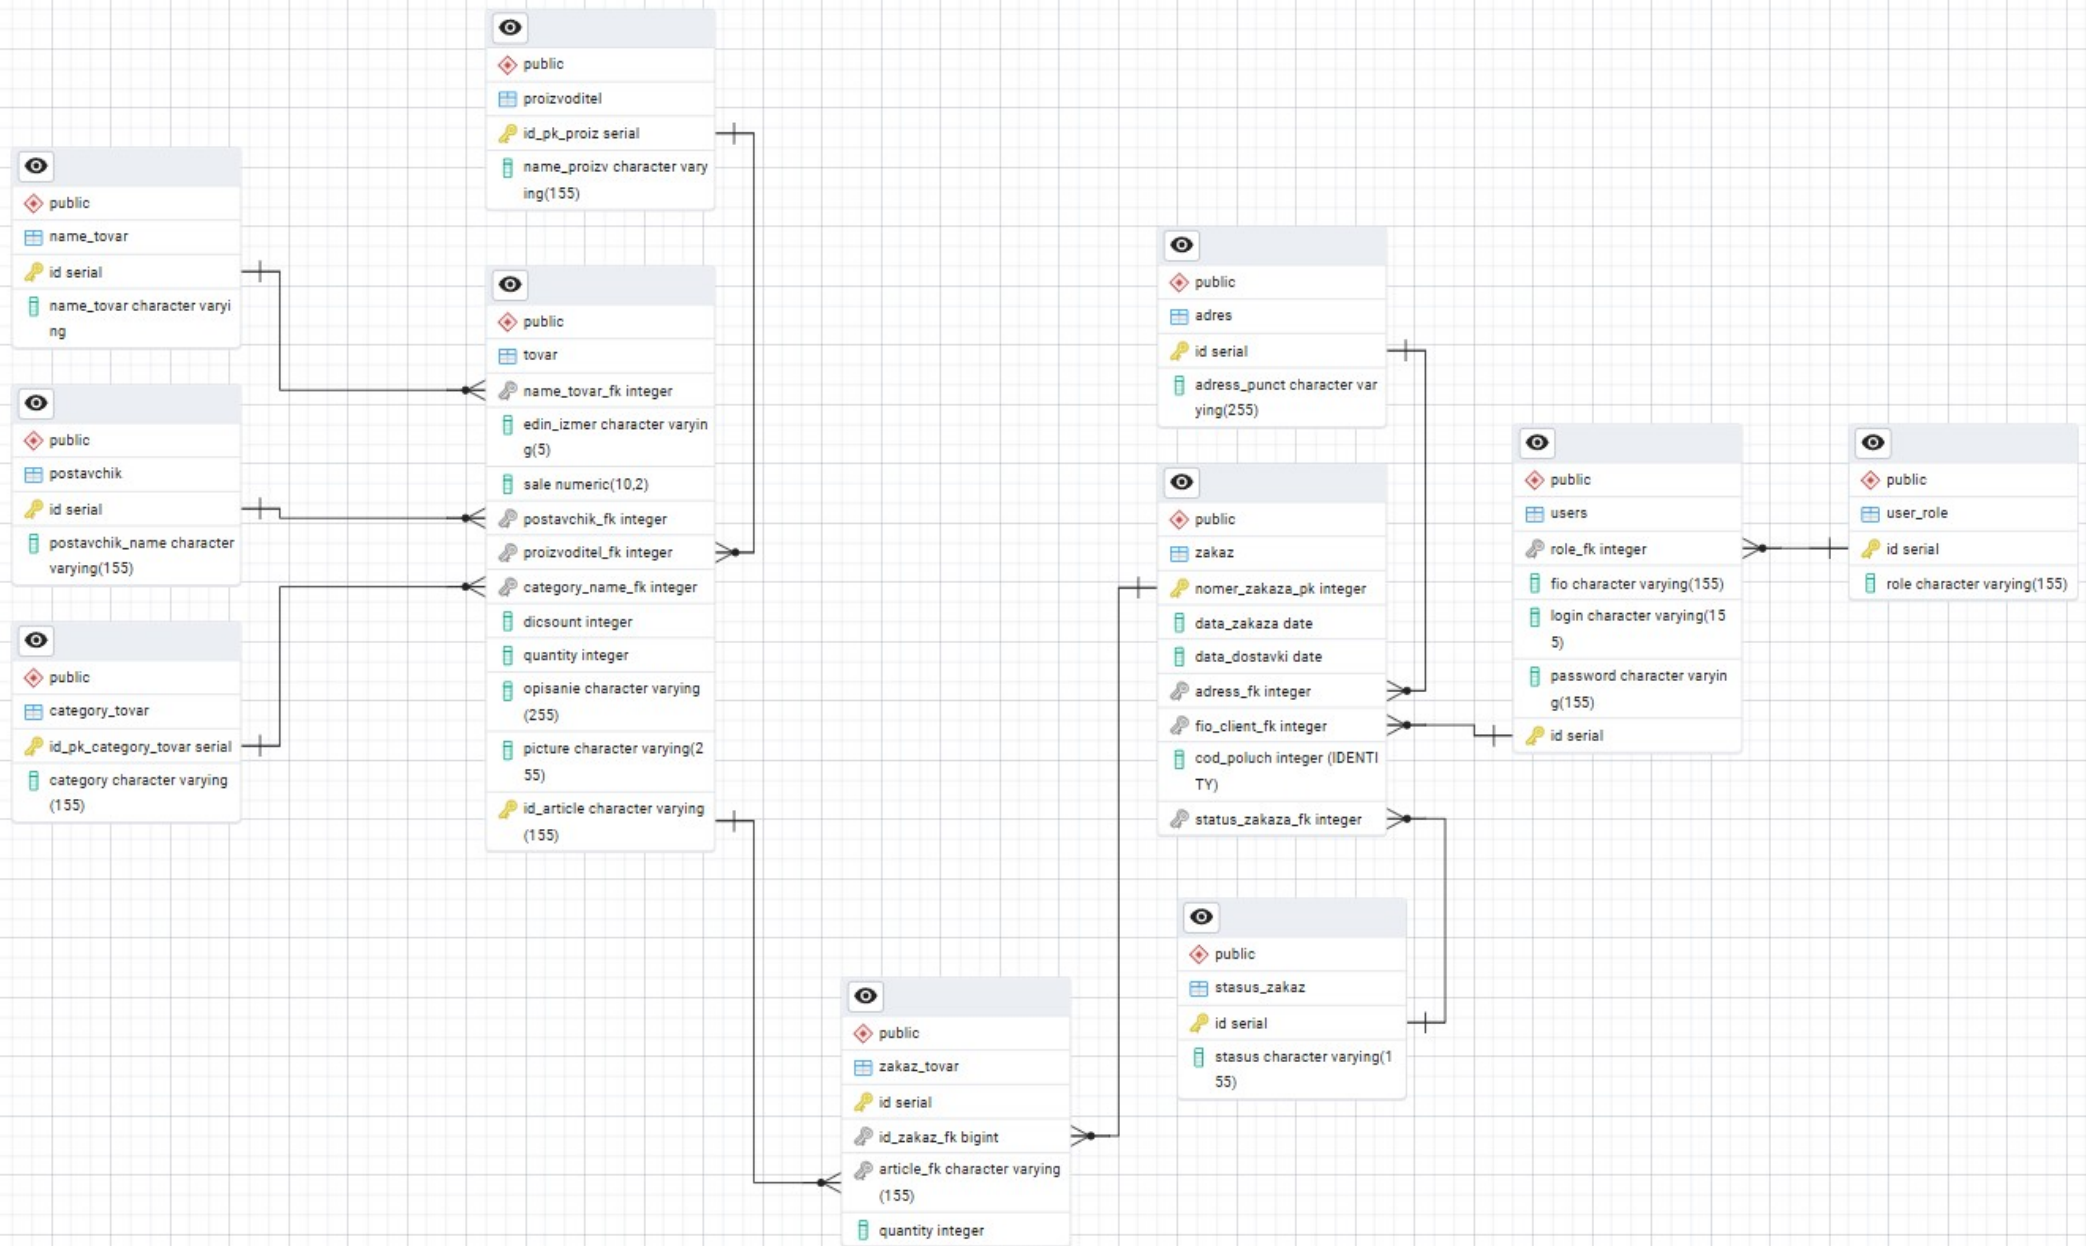 public
proizvoditel
id_pk_proiz serial
name_proizv character vary
ing(155)
public
name_tovar
id serial
name_tovar character varyi
ng
public
postavchik
id serial
postavchik_name character
varying(155)
public
category_tovar
id_pk_category_tovar serial
category character varying
(155)
public
tovar
name_tovar_fk integer
edin_izmer character varyin
g(5)
sale numeric(10,2)
postavchik_fk integer
proizvoditel_fk integer
category_name_fk integer
dicsount integer
quantity integer
opisanie character varying
(255)
picture character varying(2
55)
id_article character varying
(155)
public
adres
id serial
adress_punct character var
ying(255)
public
zakaz
nomer_zakaza_pk integer
data_zakaza date
data_dostavki date
adress_fk integer
fio_client_fk integer
cod_poluch integer (IDENTI
TY)
status_zakaza_fk integer
public
users
role_fk integer
fio character varying(155)
login character varying(15
5)
password character varyin
g(155)
id serial
public
user_role
id serial
role character varying(155)
public
stasus_zakaz
id serial
stasus character varying(1
55)
public
zakaz_tovar
id serial
id_zakaz_fk bigint
article_fk character varying
(155)
quantity integer